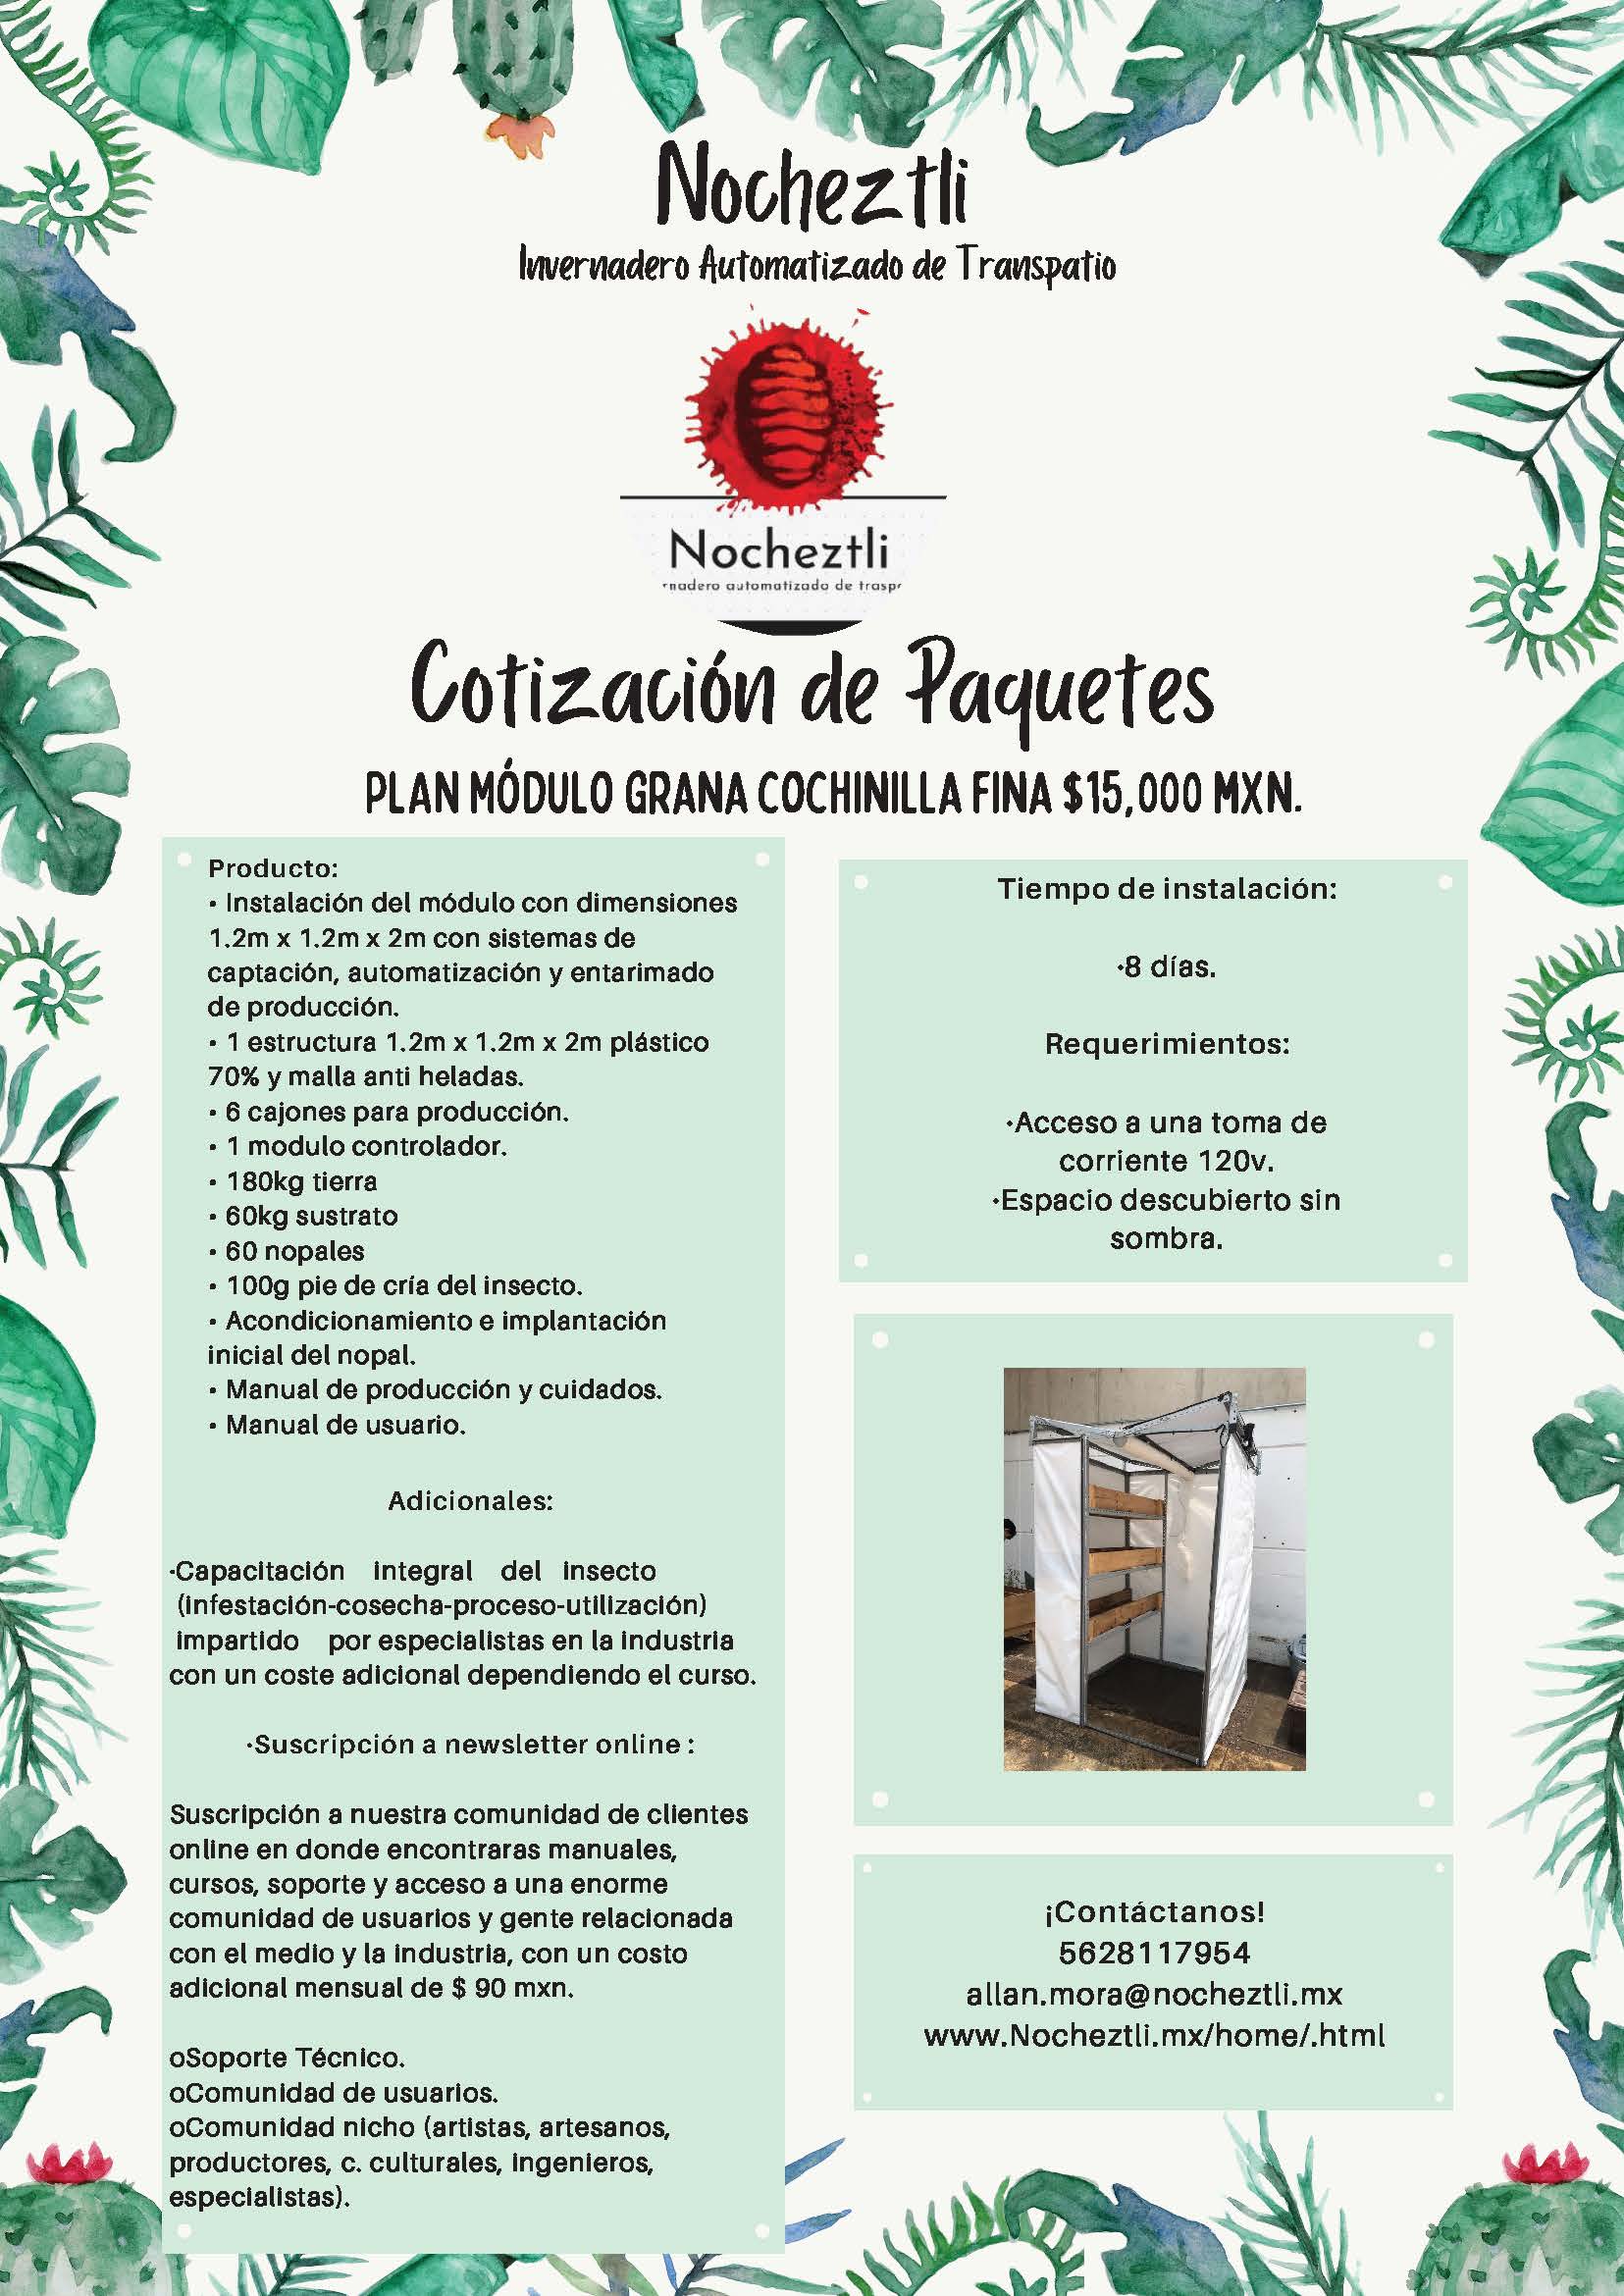 Nocheztli
Invernadero Automatizado de Transpatio
Nocheztli
rnadero automatizado de trasp
Cotización de Paquetes
PLAN MÓDULO GRANA COCHINILLA FINA $15,000 MXN.
Producto:
• Instalación del módulo con dimensiones
1.2m x 1.2m x 2m con sistemas de
captación, automatización y entarimado
de producción.
• 1 estructura 1.2m x 1.2m x 2m plástico
70% y malla anti heladas.
• 6 cajones para producción.
• 1 modulo controlador.
• 180kg tierra
• 60kg sustrato
• 60 nopales
• 100g pie de cría del insecto.
• Acondicionamiento e implantación
inicial del nopal.
• Manual de producción y cuidados.
• Manual de usuario.
Adicionales:
·Capacitación integral del insecto
(infestación-cosecha-proceso-utilización)
impartido por especialistas en la industria
con un coste adicional dependiendo el curso.
·Suscripción a newsletter online :
Suscripción a nuestra comunidad de clientes
online en donde encontraras manuales,
cursos, soporte y acceso a una enorme
comunidad de usuarios y gente relacionada
con el medio y la industria, con un costo
adicional mensual de $ 90 mxn.
oSoporte Técnico.
oComunidad de usuarios.
oComunidad nicho (artistas, artesanos,
productores, c. culturales, ingenieros,
especialistas).
Tiempo de instalación:
·8 días.
Requerimientos:
·Acceso a una toma de
corriente 120v.
·Espacio descubierto sin
sombra.
¡Contáctanos!
5628117954
allan.mora@nocheztli.mx
www.Nocheztli.mx/home/.html